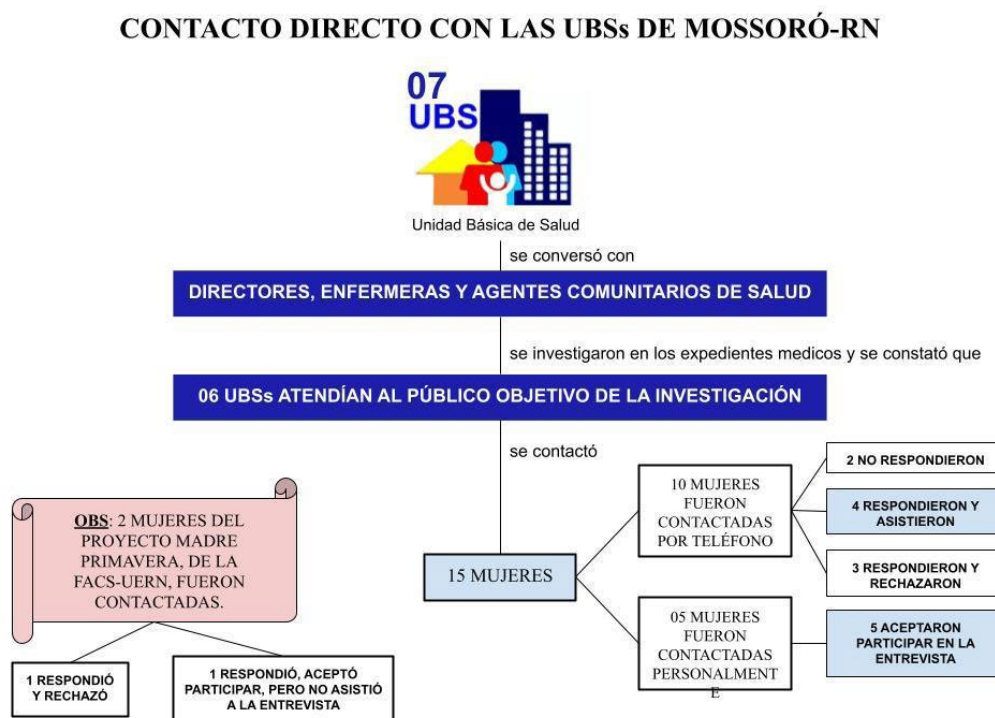 CONTACTO DIRECTO CON LAS UBSs DE MOSSORÓ-RN
07
UBS
Unidad Básica de Salud
se conversó con
DIRECTORES, ENFERMERAS Y AGENTES COMUNITARIOS DE SALUD
se investigaron en los expedientes medicos y se constató que
06 UBSs ATENDÍAN AL PÚBLICO OBJETIVO DE LA INVESTIGACIÓN
se contactó
OBS: 2 MUJERES DEL
PROYECTO MADRE
PRIMAVERA, DE LA
FACS-UERN, FUERON
CONTACTADAS.
1 RESPONDIÓ
Y RECHAZÓ
1 RESPONDIÓ, ACEPTÓ
PARTICIPAR, PERO NO ASISTIÓ
A LA ENTREVISTA
15 MUJERES
10 MUJERES
FUERON
CONTACTADAS
POR TELÉFONO
2 NO RESPONDIERON
4 RESPONDIERON Y
ASISTIERON
3 RESPONDIERON Y
RECHAZARON
05 MUJERES
FUERON
CONTACTADAS
PERSONALMENT
E
5 ACEPTARON
PARTICIPAR EN LA
ENTREVISTA